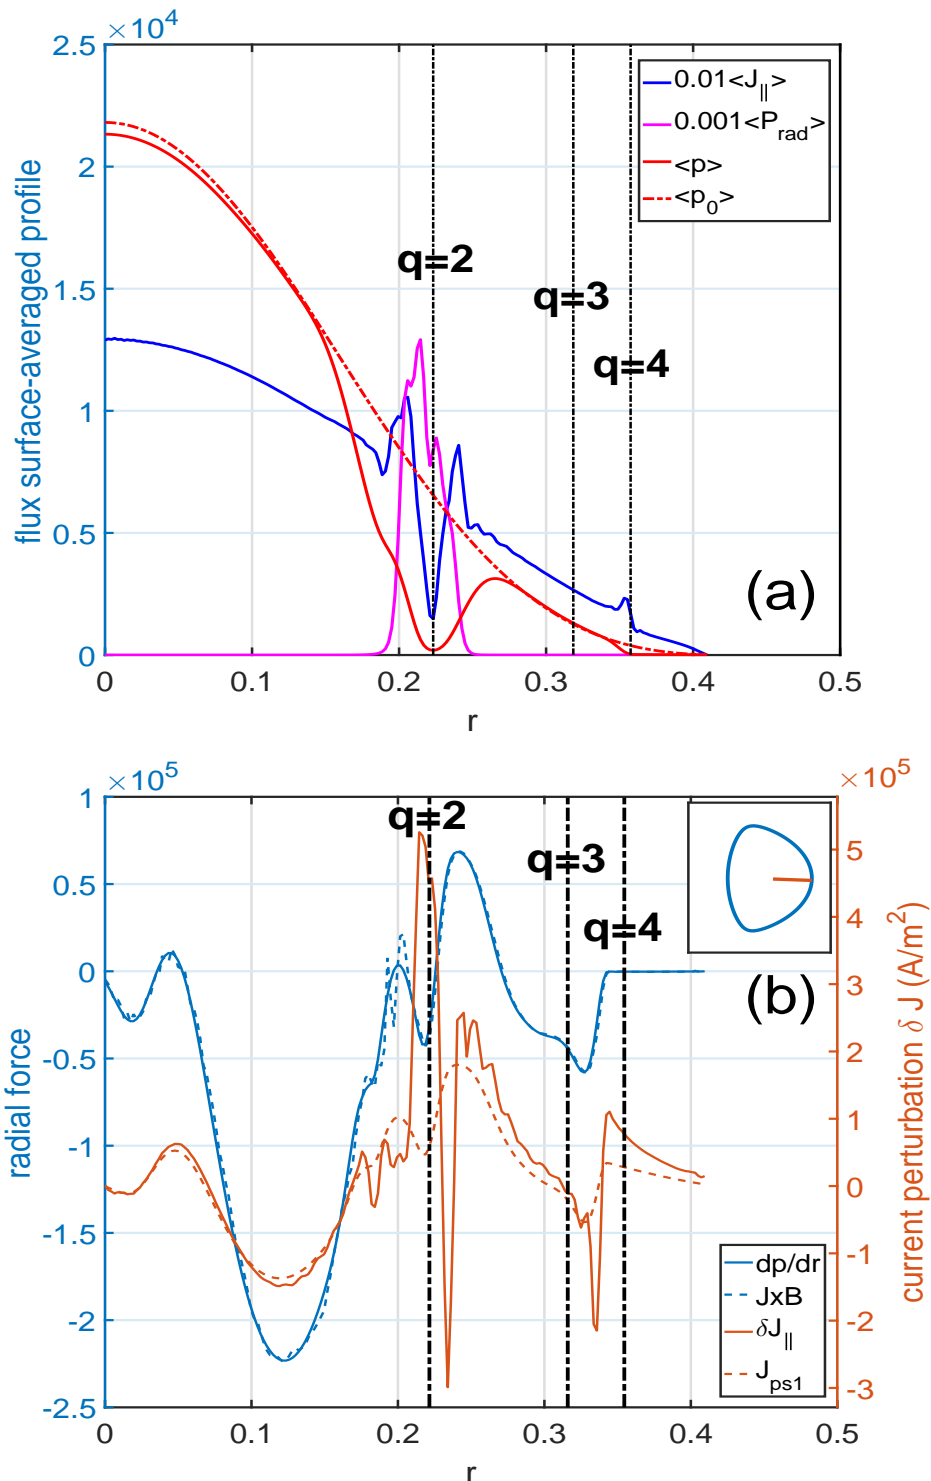 ×10^4
2.5
2
1.5
1
0.5
0
0 0.1 0.2 0.3 0.4 0.5
r
flux surface-averaged profile
0.01<J_||>
0.001<P_rad>
<p>
<p_0>
q=2
q=3
q=4
(a)
×10^5
1
0.5
0
-0.5
-1
-1.5
-2
-2.5
0 0.1 0.2 0.3 0.4 0.5
r
radial force
×10^5
5
4
3
2
1
0
-1
-2
-3
current perturbation δ J (A/m^2)
q=2
q=3
q=4
(b)
dp/dr
JxB
δJ_||
J_ps1